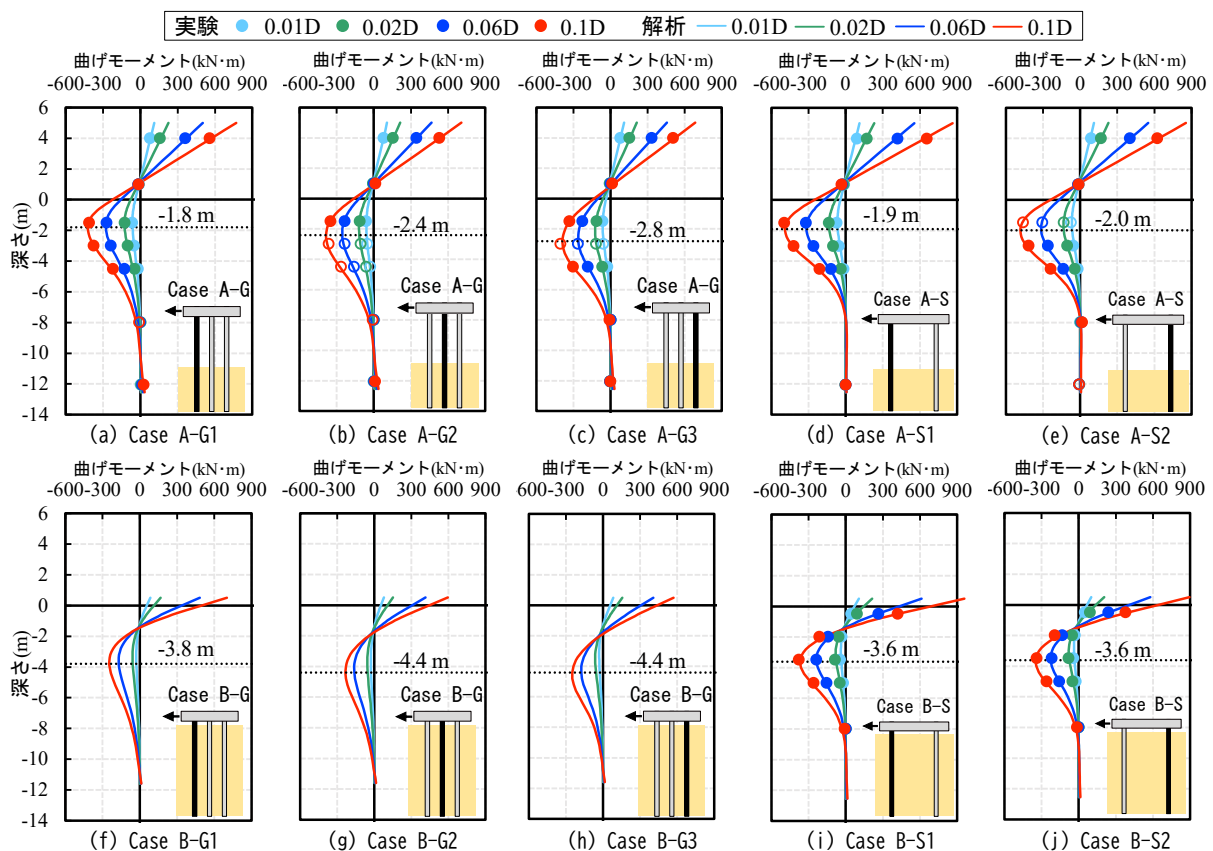 実験 0.01D 0.02D 0.06D 0.1D 解析 0.01D 0.02D 0.06D 0.1D
曲げモーメント(kN·m) 曲げモーメント(kN·m) 曲げモーメント(kN·m) 曲げモーメント(kN·m) 曲げモーメント(kN·m)
-600-300 0 300 600 900 -600-300 0 300 600 900 -600-300 0 300 600 900 -600-300 0 300 600 900 -600-300 0 300 600 900
6
4
2
0
-2
-4
-6
-8
-10
-12
-14
深さ(m)
-1.8 m -2.4 m -2.8 m -1.9 m -2.0 m
Case A-G Case A-G Case A-G Case A-S Case A-S
(a) Case A-G1 (b) Case A-G2 (c) Case A-G3 (d) Case A-S1 (e) Case A-S2
曲げモーメント(kN·m) 曲げモーメント(kN·m) 曲げモーメント(kN·m) 曲げモーメント(kN·m) 曲げモーメント(kN·m)
-600-300 0 300 600 900 -600-300 0 300 600 900 -600-300 0 300 600 900 -600-300 0 300 600 900 -600-300 0 300 600 900
6
4
2
0
-2
-4
-6
-8
-10
-12
-14
深さ(m)
-3.8 m -4.4 m -4.4 m -3.6 m -3.6 m
Case B-G Case B-G Case B-G Case B-S Case B-S
(f) Case B-G1 (g) Case B-G2 (h) Case B-G3 (i) Case B-S1 (j) Case B-S2